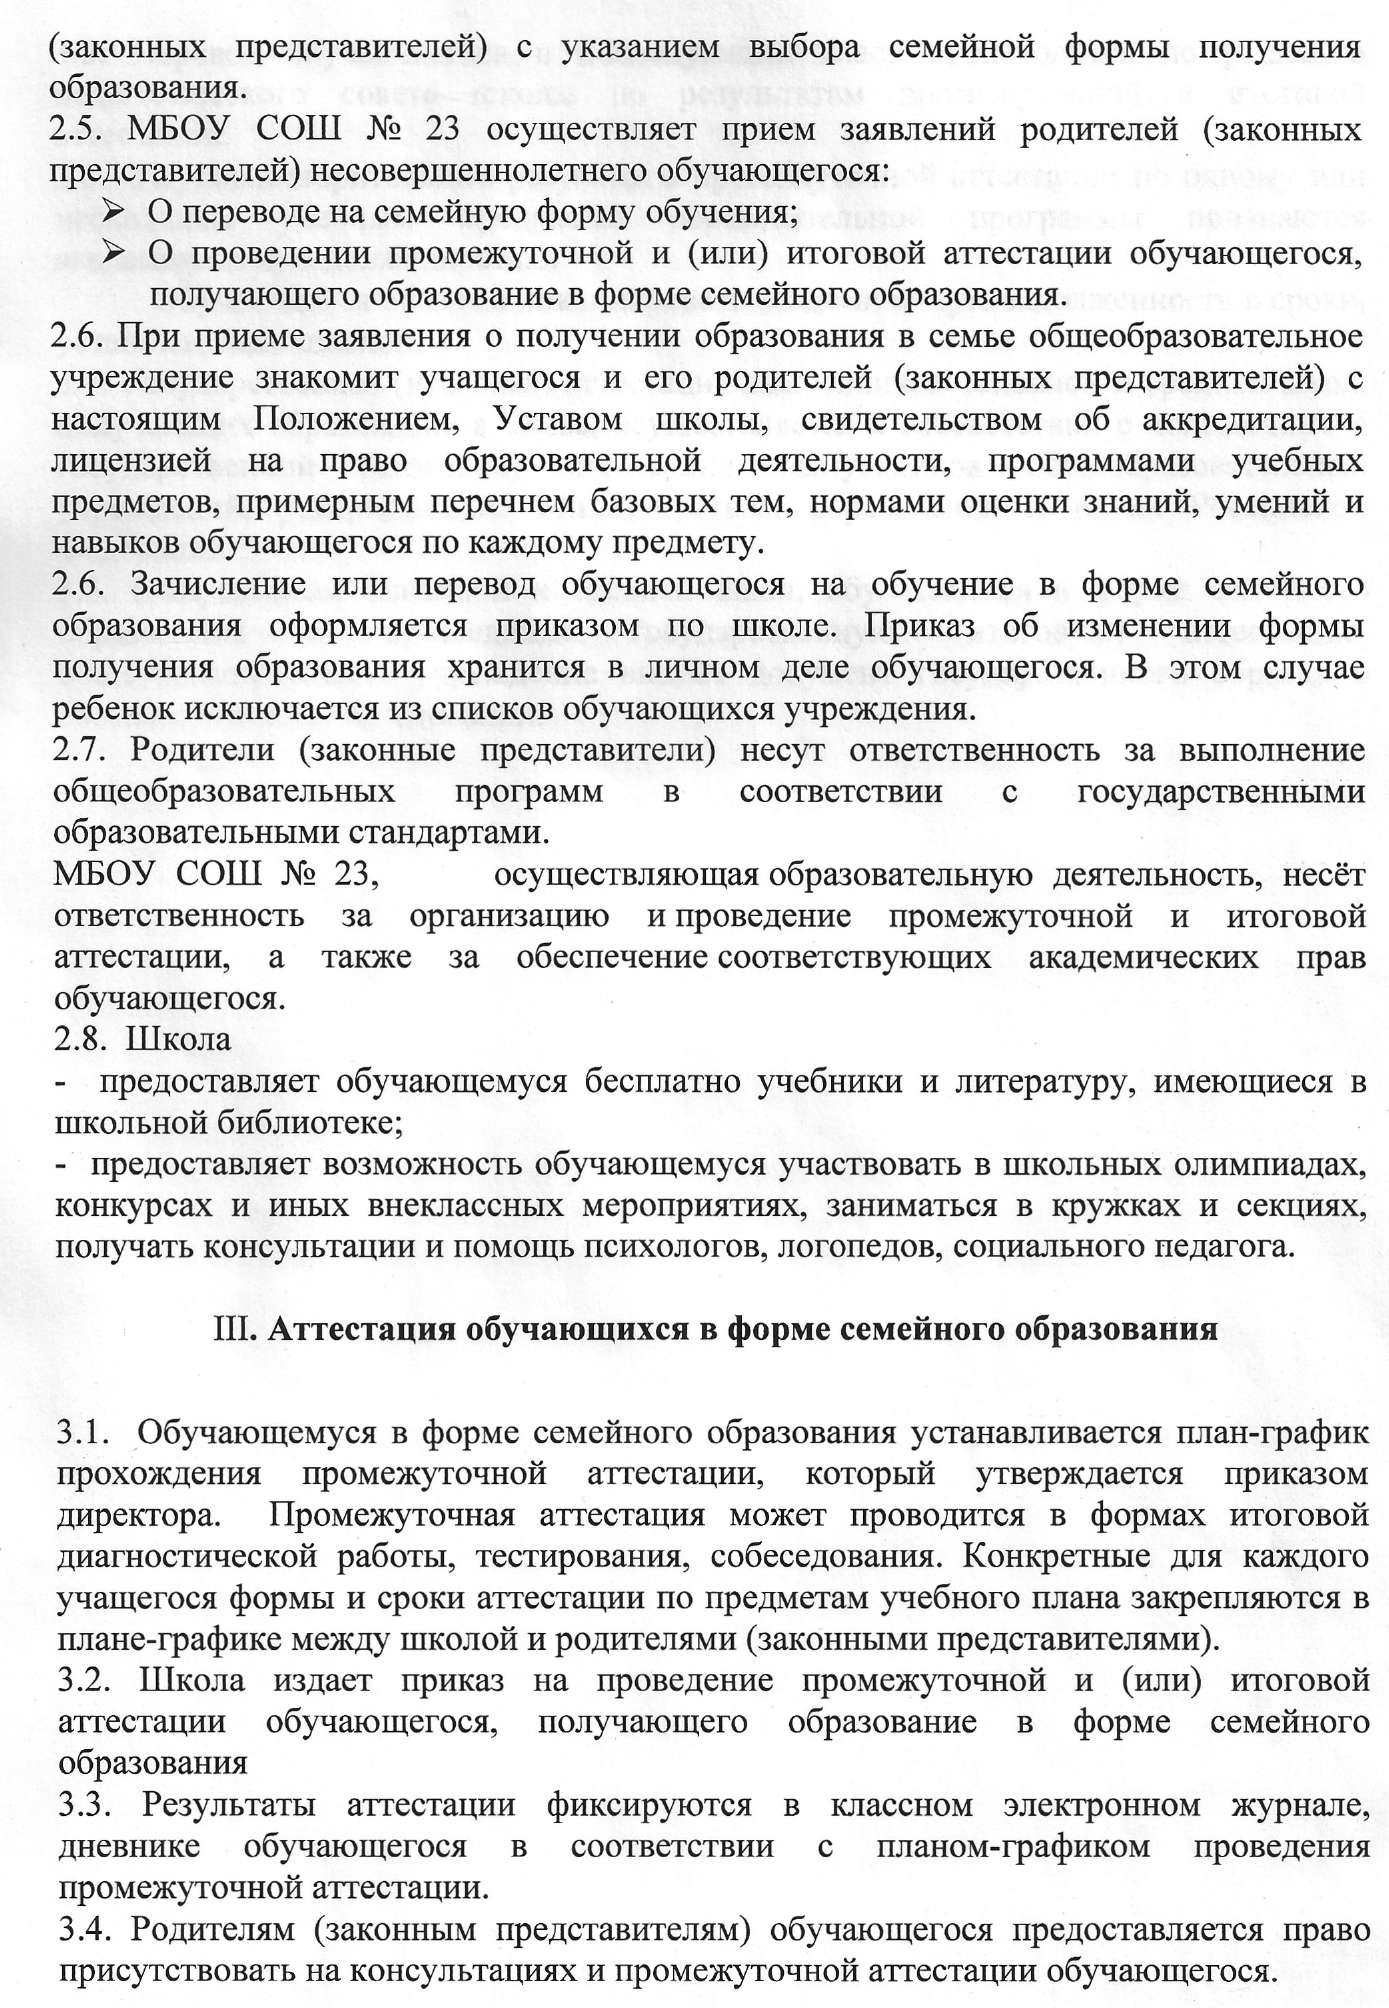 (законных представителей) с указанием выбора семейной формы получения
образования.
2.5. МБОУ СОШ № 23 осуществляет прием заявлений родителей (законных
представителей) несовершеннолетнего обучающегося:
➢ О переводе на семейную форму обучения;
➢ О проведении промежуточной и (или) итоговой аттестации обучающегося,
получающего образование в форме семейного образования.
2.6. При приеме заявления о получении образования в семье общеобразовательное
учреждение знакомит учащегося и его родителей (законных представителей) с
настоящим Положением, Уставом школы, свидетельством об аккредитации,
лицензией на право образовательной деятельности, программами учебных
предметов, примерным перечнем базовых тем, нормами оценки знаний, умений и
навыков обучающегося по каждому предмету.
2.6. Зачисление или перевод обучающегося на обучение в форме семейного
образования оформляется приказом по школе. Приказ об изменении формы
получения образования хранится в личном деле обучающегося. В этом случае
ребенок исключается из списков обучающихся учреждения.
2.7. Родители (законные представители) несут ответственность за выполнение
общеобразовательных программ в соответствии с государственными
образовательными стандартами.
МБОУ СОШ № 23, осуществляющая образовательную деятельность, несёт
ответственность за организацию и проведение промежуточной и итоговой
аттестации, а также за обеспечение соответствующих академических прав
обучающегося.
2.8. Школа
- предоставляет обучающемуся бесплатно учебники и литературу, имеющиеся в
школьной библиотеке;
- предоставляет возможность обучающемуся участвовать в школьных олимпиадах,
конкурсах и иных внеклассных мероприятиях, заниматься в кружках и секциях,
получать консультации и помощь психологов, логопедов, социального педагога.
III. Аттестация обучающихся в форме семейного образования
3.1. Обучающемуся в форме семейного образования устанавливается план-график
прохождения промежуточной аттестации, который утверждается приказом
директора. Промежуточная аттестация может проводится в формах итоговой
диагностической работы, тестирования, собеседования. Конкретные для каждого
учащегося формы и сроки аттестации по предметам учебного плана закрепляются в
плане-графике между школой и родителями (законными представителями).
3.2. Школа издает приказ на проведение промежуточной и (или) итоговой
аттестации обучающегося, получающего образование в форме семейного
образования
3.3. Результаты аттестации фиксируются в классном электронном журнале,
дневнике обучающегося в соответствии с планом-графиком проведения
промежуточной аттестации.
3.4. Родителям (законным представителям) обучающегося предоставляется право
присутствовать на консультациях и промежуточной аттестации обучающегося.